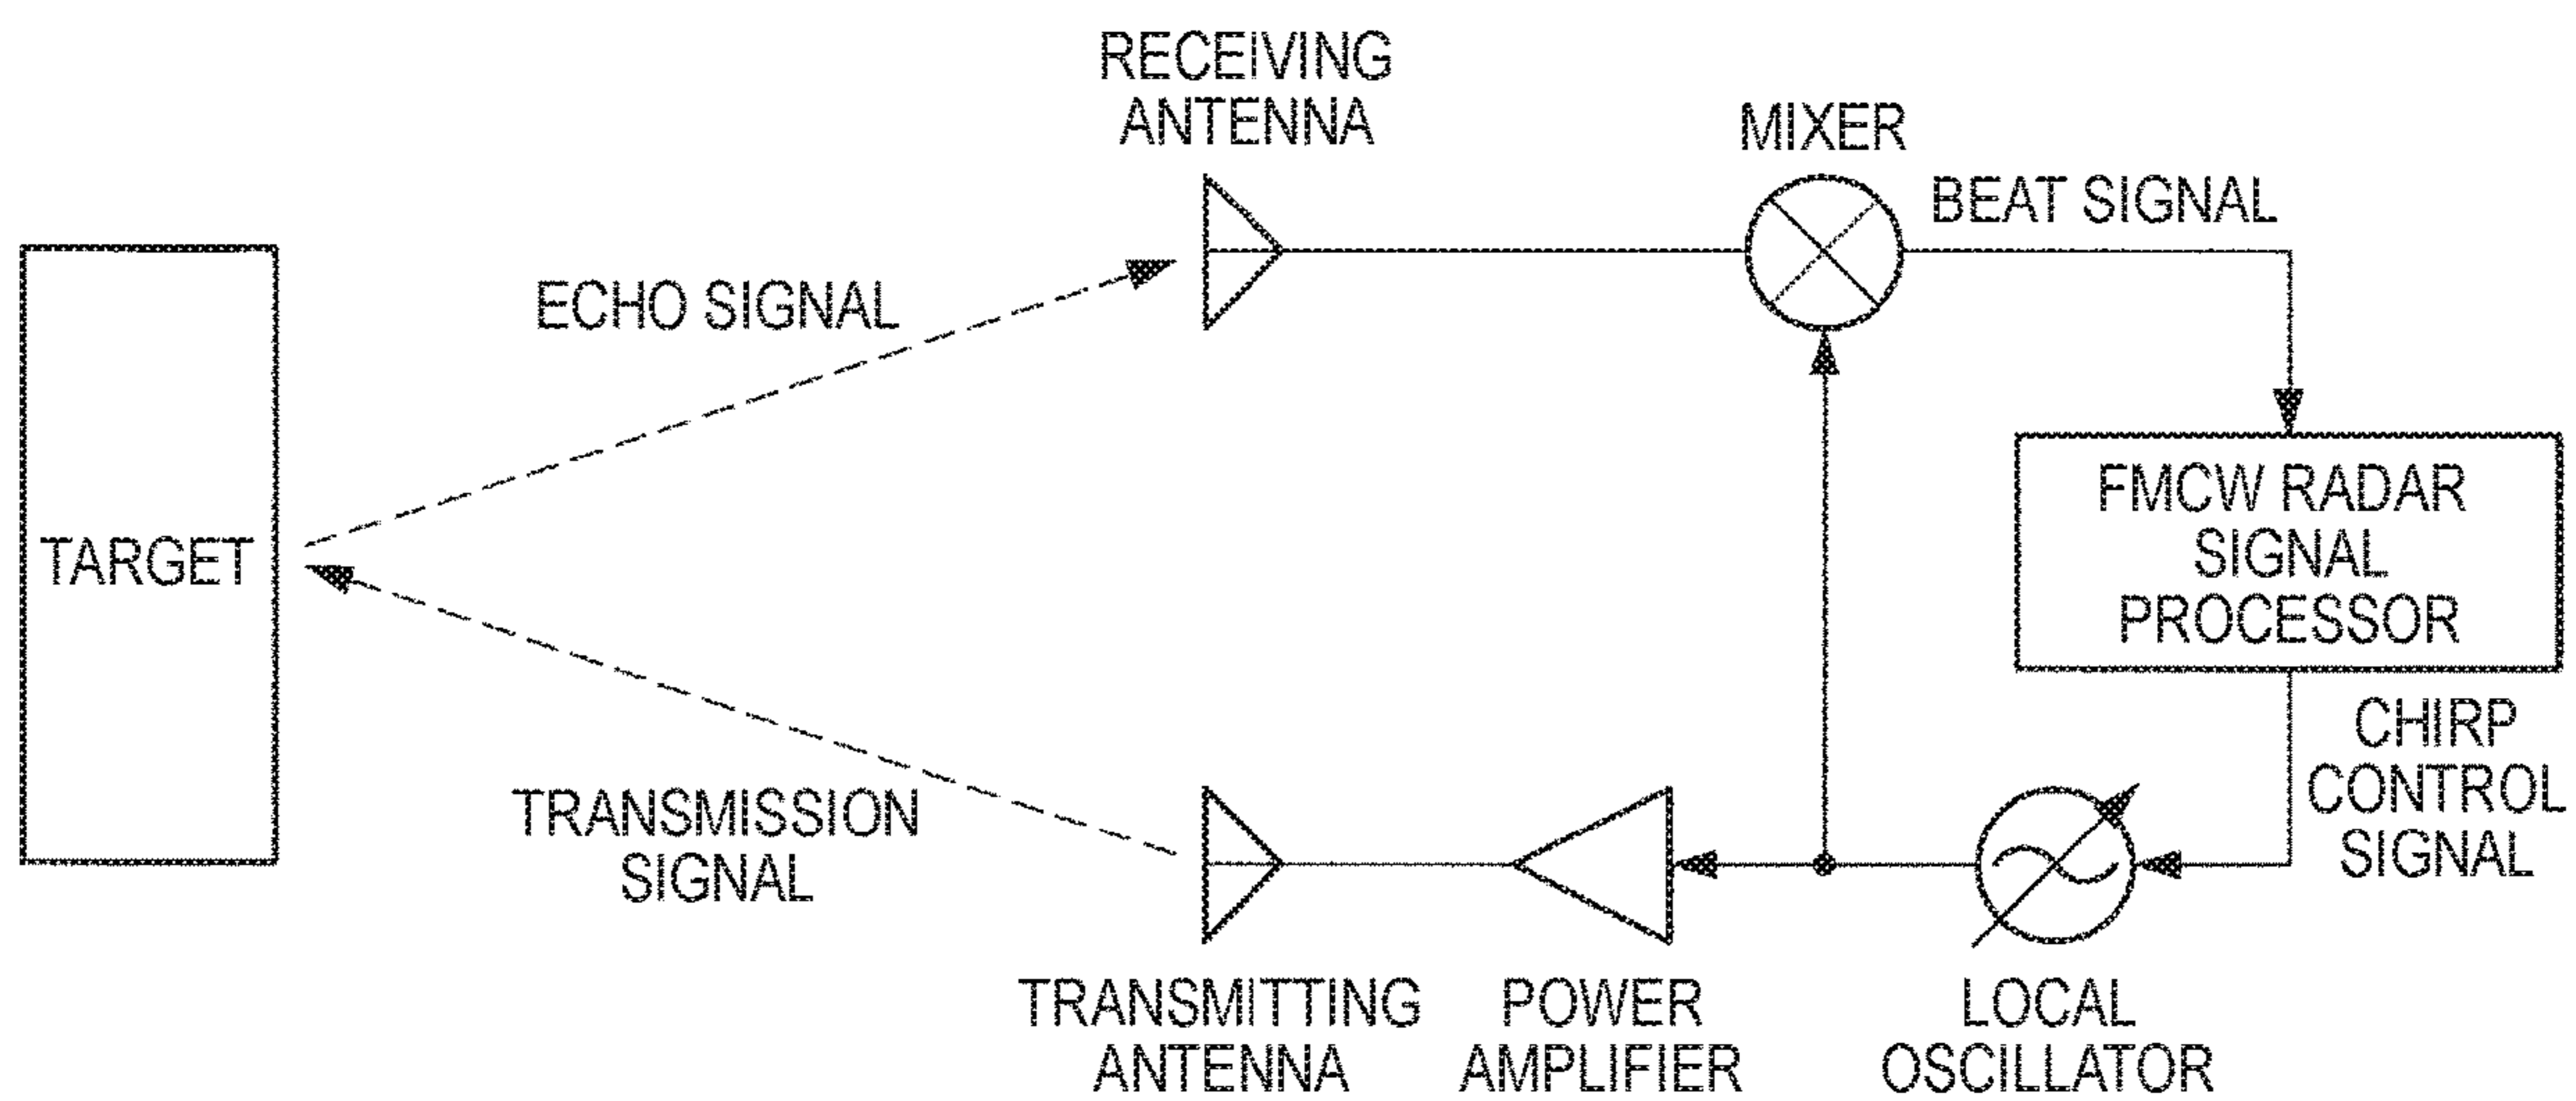 RECEIVING
ANTENNA
MIXER
BEAT SIGNAL
ECHO SIGNAL
TARGET
FMCW RADAR
SIGNAL
PROCESSOR
CHIRP
CONTROL
SIGNAL
TRANSMISSION
SIGNAL
TRANSMITTING
ANTENNA
POWER
AMPLIFIER
LOCAL
OSCILLATOR